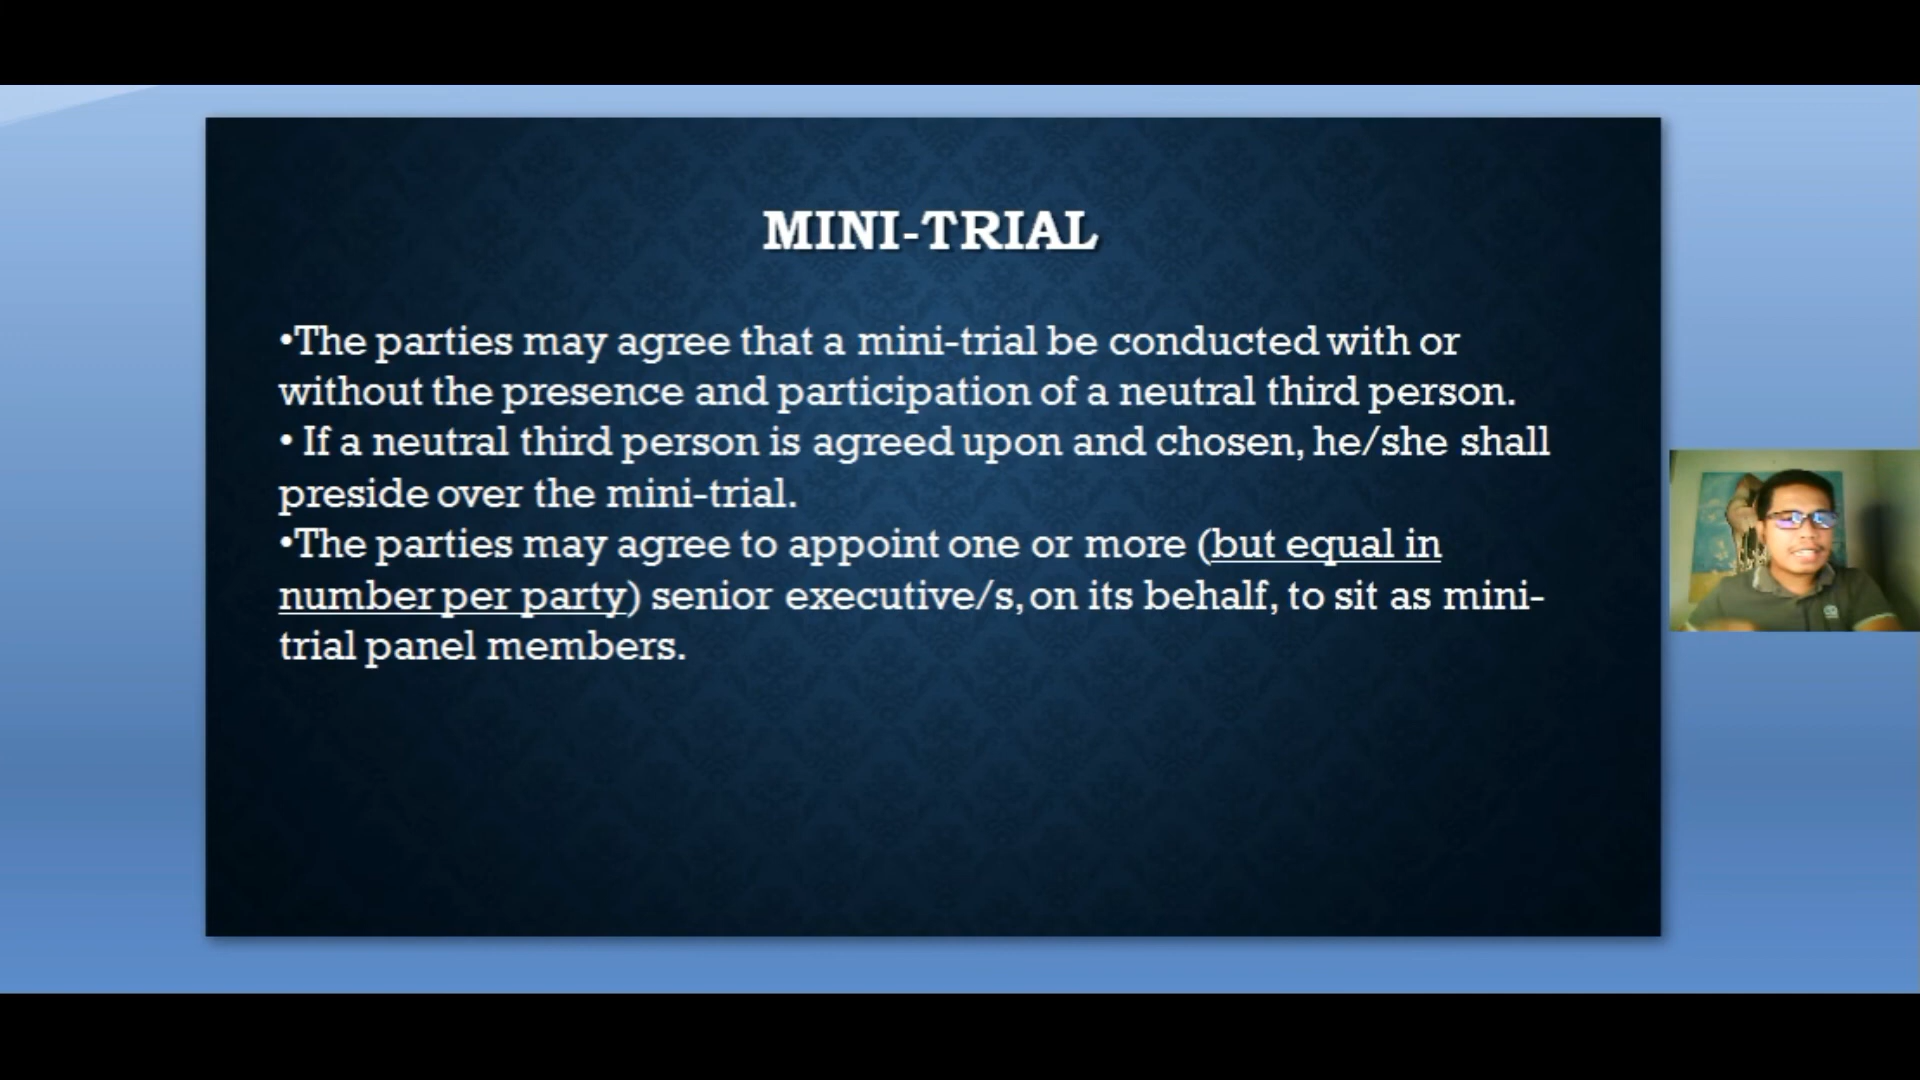 MINI-TRIAL
•The parties may agree that a mini-trial be conducted with or
without the presence and participation of a neutral third person.
• If a neutral third person is agreed upon and chosen, he/she shall
preside over the mini-trial.
•The parties may agree to appoint one or more (but equal in
number per party) senior executive/s, on its behalf, to sit as mini-
trial panel members.